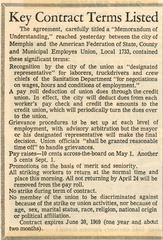 Key Contract Terms Listed
The agreement, carefully titled a "Memorandum of
Understanding," reached yesterday between the city of
Memphis and the American Federation of State, County
and Municipal Employes Union, Local 1733, contained
these significant terms:
Recognition by the city of the union as "designated
representative" for laborers, truckdrivers and crew
chiefs of the Sanitation Department "for negotiations
on wages, hours and conditions of employment."
A pay roll deduction of union dues through the credit
union. In effect, the city will deduct dues from each
worker's paycheck and credit the amounts to the
credit union, which will periodically turn the dues over
to the union.
Grievance procedures to be set up at each level of
employment, with advisory arbitration but the mayor
or his designated representative will make the final
decision. Union officials "shall be granted reasonable
time off" to handle grievances.
Pay raises of 10 cents across-the-board on May 1. Another
5 cents Sept. 1.
Promotions on the basis of merit and seniority.
All striking workers to return at the normal time and
place this morning. All not returning by April 24 will be
removed from the pay roll.
No strike during term of contract.
No member of the union to be discriminated against
because of the strike or union activities, nor because of
age, sex, marital status, race, religion, national origin
or political affiliation.
Contract expires June 30, 1969 (one year and about
two months).